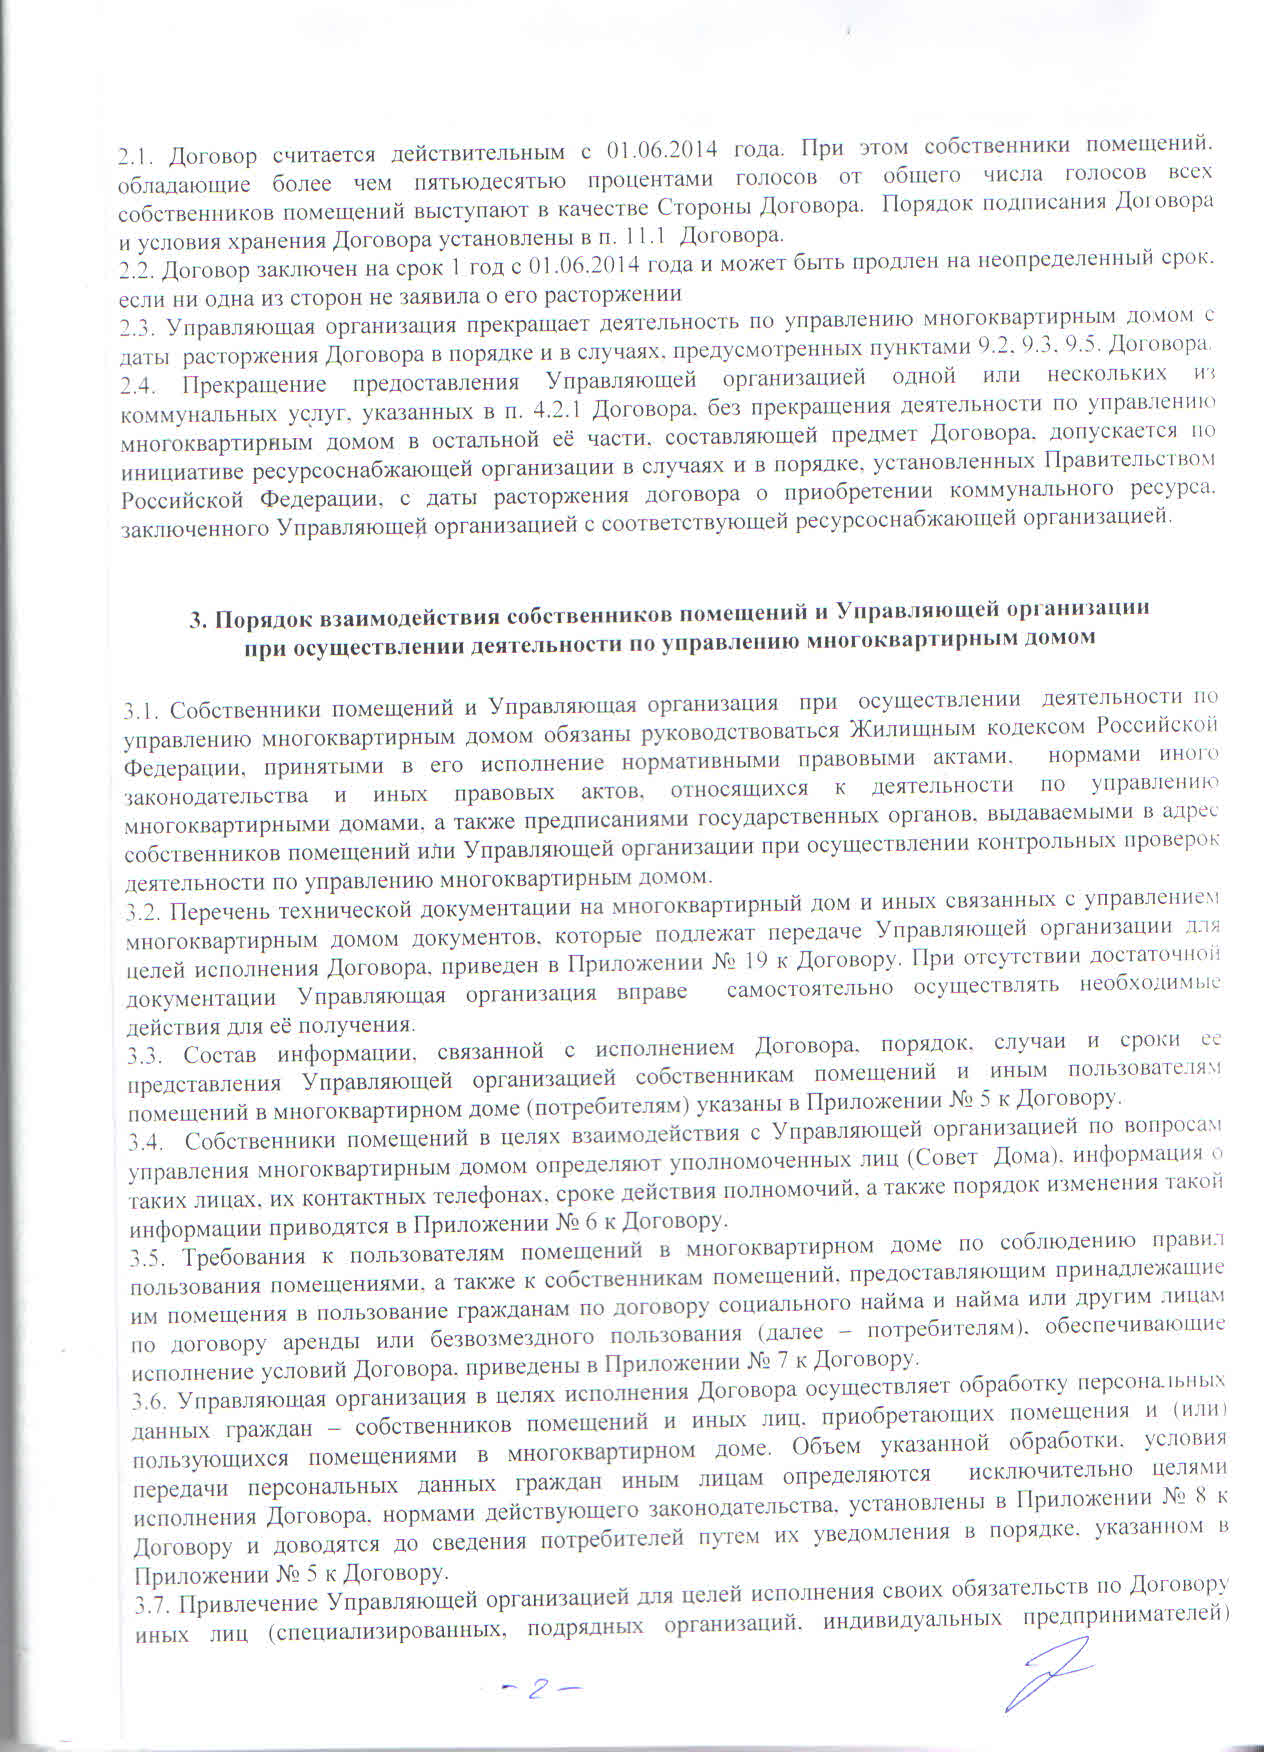 2.1. Договор считается действительным с 01.06.2014 года. При этом собственники помещений,
обладающие более чем пятьюдесятью процентами голосов от общего числа голосов всех
собственников помещений выступают в качестве Стороны Договора. Порядок подписания Договора
и условия хранения Договора установлены в п. 11.1 Договора.
2.2. Договор заключен на срок 1 год с 01.06.2014 года и может быть продлен на неопределенный срок,
если ни одна из сторон не заявила о его расторжении
2.3. Управляющая организация прекращает деятельность по управлению многоквартирным домом с
даты расторжения Договора в порядке и в случаях, предусмотренных пунктами 9.2, 9.3, 9.5. Договора.
2.4. Прекращение предоставления Управляющей организацией одной или нескольких из
коммунальных услуг, указанных в п. 4.2.1 Договора, без прекращения деятельности по управлению
многоквартирным домом в остальной её части, составляющей предмет Договора, допускается по
инициативе ресурсоснабжающей организации в случаях и в порядке, установленных Правительством
Российской Федерации, с даты расторжения договора о приобретении коммунального ресурса,
заключенного Управляющей организацией с соответствующей ресурсоснабжающей организацией.
3. Порядок взаимодействия собственников помещений и Управляющей организации
при осуществлении деятельности по управлению многоквартирным домом
3.1. Собственники помещений и Управляющая организация при осуществлении деятельности по
управлению многоквартирным домом обязаны руководствоваться Жилищным кодексом Российской
Федерации, принятыми в его исполнение нормативными правовыми актами, нормами иного
законодательства и иных правовых актов, относящихся к деятельности по управлению
многоквартирными домами, а также предписаниями государственных органов, выдаваемыми в адрес
собственников помещений или Управляющей организации при осуществлении контрольных проверок
деятельности по управлению многоквартирным домом.
3.2. Перечень технической документации на многоквартирный дом и иных связанных с управлением
многоквартирным домом документов, которые подлежат передаче Управляющей организации для
целей исполнения Договора, приведен в Приложении № 19 к Договору. При отсутствии достаточной
документации Управляющая организация вправе самостоятельно осуществлять необходимые
действия для её получения.
3.3. Состав информации, связанной с исполнением Договора, порядок, случаи и сроки ее
представления Управляющей организацией собственникам помещений и иным пользователям
помещений в многоквартирном доме (потребителям) указаны в Приложении № 5 к Договору.
3.4. Собственники помещений в целях взаимодействия с Управляющей организацией по вопросам
управления многоквартирным домом определяют уполномоченных лиц (Совет Дома), информация о
таких лицах, их контактных телефонах, сроке действия полномочий, а также порядок изменения такой
информации приводятся в Приложении № 6 к Договору.
3.5. Требования к пользователям помещений в многоквартирном доме по соблюдению правил
пользования помещениями, а также к собственникам помещений, предоставляющим принадлежащие
им помещения в пользование гражданам по договору социального найма и найма или другим лицам
по договору аренды или безвозмездного пользования (далее – потребителям), обеспечивающие
исполнение условий Договора, приведены в Приложении № 7 к Договору.
3.6. Управляющая организация в целях исполнения Договора осуществляет обработку персональных
данных граждан – собственников помещений и иных лиц, приобретающих помещения и (или)
пользующихся помещениями в многоквартирном доме. Объем указанной обработки, условия
передачи персональных данных граждан иным лицам определяются исключительно целями
исполнения Договора, нормами действующего законодательства, установлены в Приложении № 8 к
Договору и доводятся до сведения потребителей путем их уведомления в порядке, указанном в
Приложении № 5 к Договору.
3.7. Привлечение Управляющей организацией для целей исполнения своих обязательств по Договору
иных лиц (специализированных, подрядных организаций, индивидуальных предпринимателей)
- 2 -